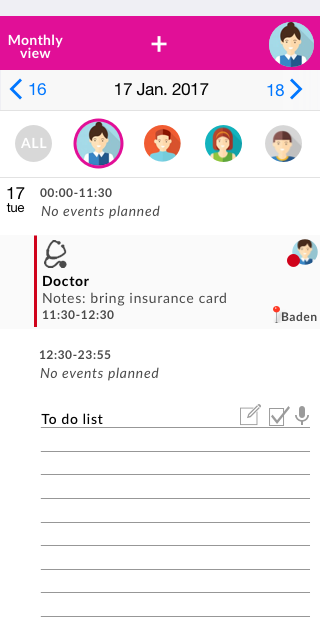 Monthly
view
+
16
17 Jan. 2017
18
ALL
17
tue
00:00-11:30
No events planned
Doctor
Notes: bring insurance card
11:30-12:30
Baden
12:30-23:55
No events planned
To do list